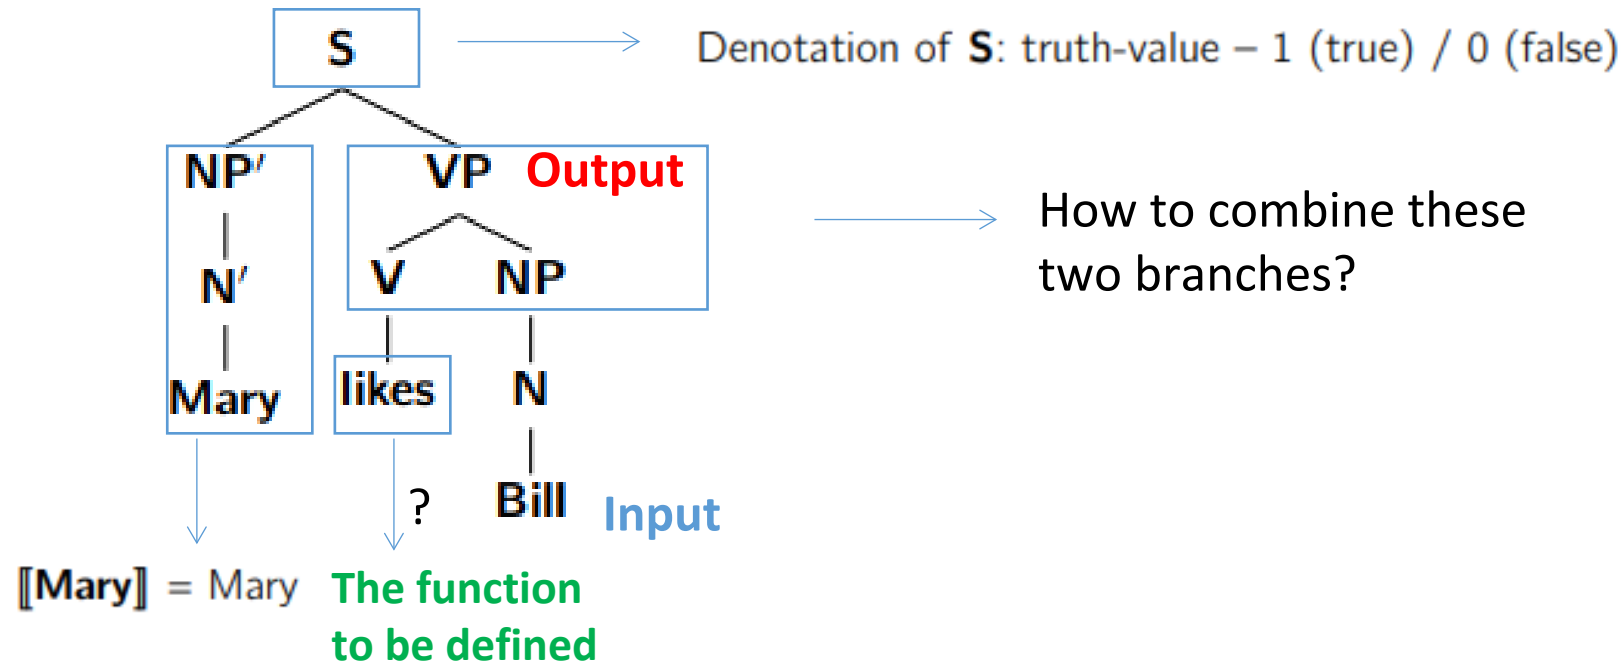 S
Denotation of S: truth-value – 1 (true) / 0 (false)
NP′ VP Output
How to combine these
two branches?
V NP
N′
Mary likes N
Bill Input
?
⟦Mary⟧ = Mary
The function
to be defined